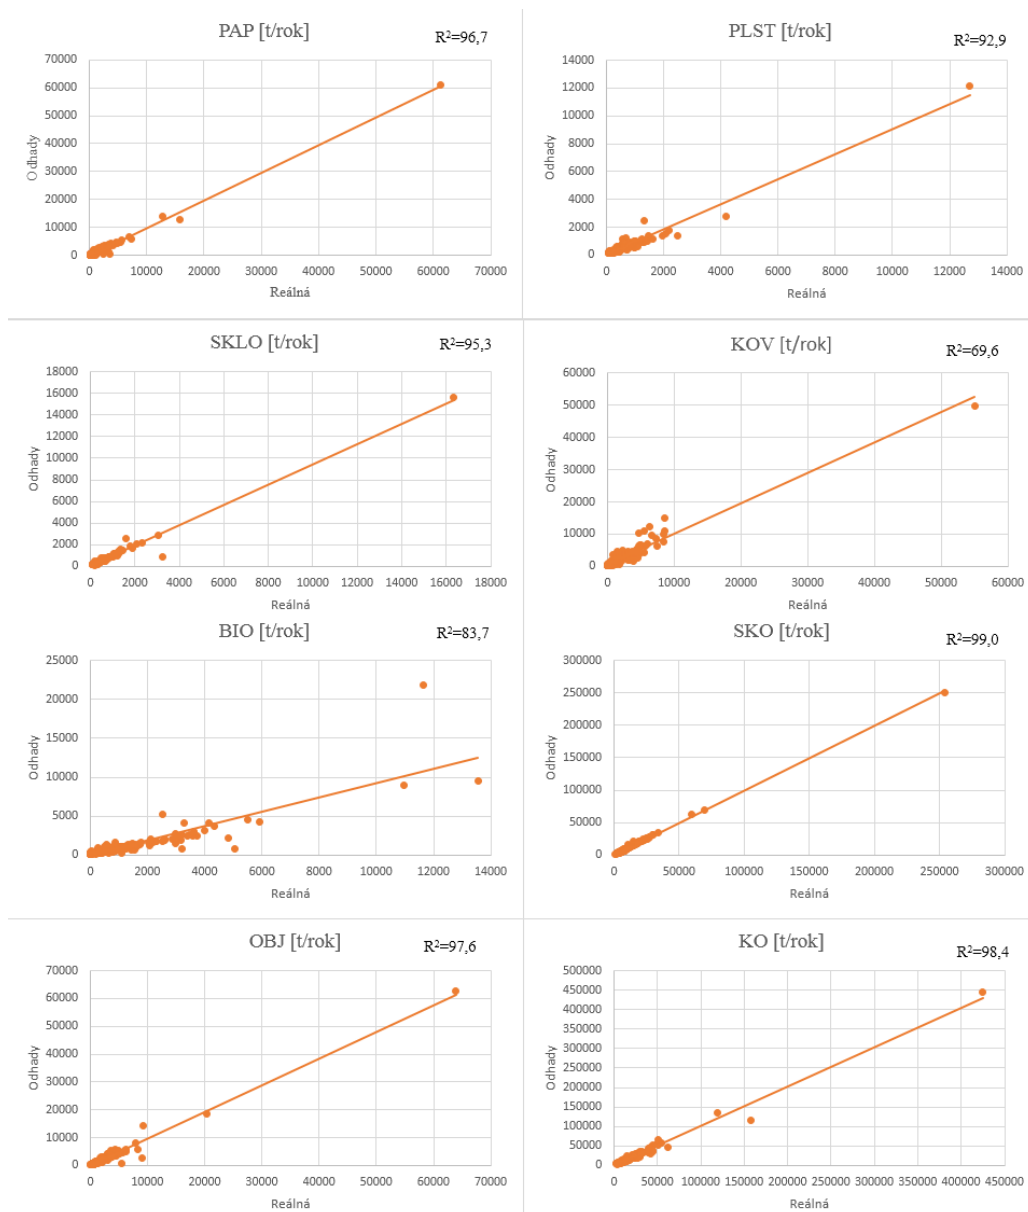 PAP [t/rok]
R²=96,7
70000
60000
50000
40000
30000
20000
10000
0
Odhady
0 10000 20000 30000 40000 50000 60000 70000
Reálná
PLST [t/rok]
R²=92,9
14000
12000
10000
8000
6000
4000
2000
0
Odhady
0 2000 4000 6000 8000 10000 12000 14000
Reálná
SKLO [t/rok]
R²=95,3
18000
16000
14000
12000
10000
8000
6000
4000
2000
0
Odhady
0 2000 4000 6000 8000 10000 12000 14000 16000 18000
Reálná
KOV [t/rok]
R²=69,6
60000
50000
40000
30000
20000
10000
0
Odhady
0 10000 20000 30000 40000 50000 60000
Reálná
BIO [t/rok]
R²=83,7
25000
20000
15000
10000
5000
0
Odhady
0 2000 4000 6000 8000 10000 12000 14000
Reálná
SKO [t/rok]
R²=99,0
300000
250000
200000
150000
100000
50000
0
Odhady
0 50000 100000 150000 200000 250000 300000
Reálná
OBJ [t/rok]
R²=97,6
70000
60000
50000
40000
30000
20000
10000
0
Odhady
0 10000 20000 30000 40000 50000 60000 70000
Reálná
KO [t/rok]
R²=98,4
500000
450000
400000
350000
300000
250000
200000
150000
100000
50000
0
Odhady
0 50000 100000 150000 200000 250000 300000 350000 400000 450000
Reálná